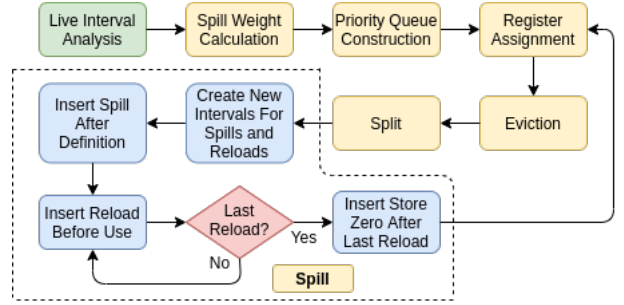 Live Interval
Analysis
Spill Weight
Calculation
Priority Queue
Construction
Register
Assignment
Insert Spill
After
Definition
Create New
Intervals For
Spills and
Reloads
Split
Eviction
Insert Reload
Before Use
Last
Reload?
Yes
No
Insert Store
Zero After
Last Reload
Spill